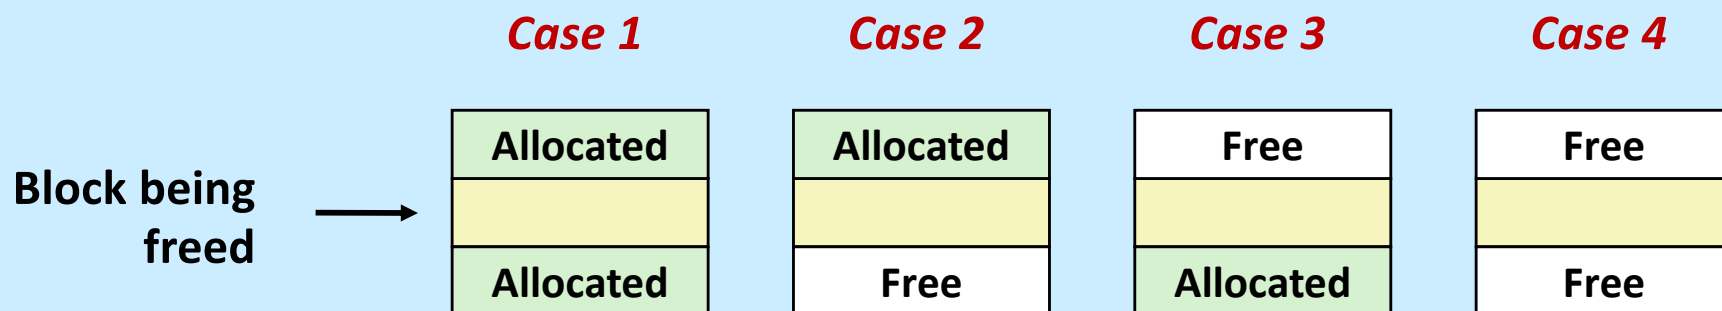 Case 1 Case 2 Case 3 Case 4
Allocated Allocated Free Free
Block being
freed
Allocated Free Allocated Free